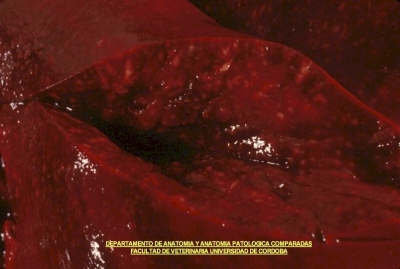 DEPARTAMENTO DE ANATOMIA Y ANATOMIA PATOLOGICA COMPARADAS
FACULTAD DE VETERINARIA UNIVERSIDAD DE CORDOBA